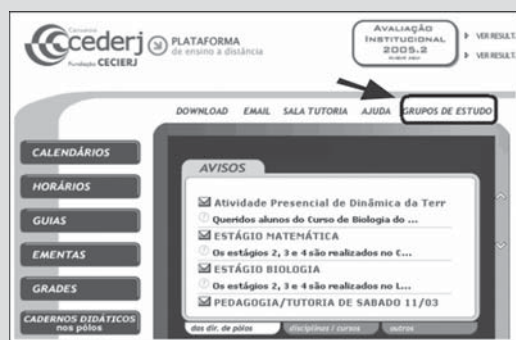 Consórcio
cederj
Fundação CECIERJ
PLATAFORMA
de ensino a distância
AVALIAÇÃO
INSTITUCIONAL
2005.2
VER RESULT
VER RESULT
DOWNLOAD EMAIL SALA TUTORIA AJUDA GRUPOS DE ESTUDO
CALENDÁRIOS
HORÁRIOS
GUIAS
EMENTAS
GRADES
CADERNOS DIDÁTICOS
nos pólos
AVISOS
Atividade Presencial de Dinâmica da Terr
Queridos alunos do Curso de Biologia do ...
ESTÁGIO MATEMÁTICA
Os estágios 2, 3 e 4 são realizados no C...
ESTÁGIO BIOLOGIA
Os estágios 2, 3 e 4 são realizados no L...
PEDAGOGIA/TUTORIA DE SABADO 11/03
dos dir. de pólos disciplinas / cursos outros